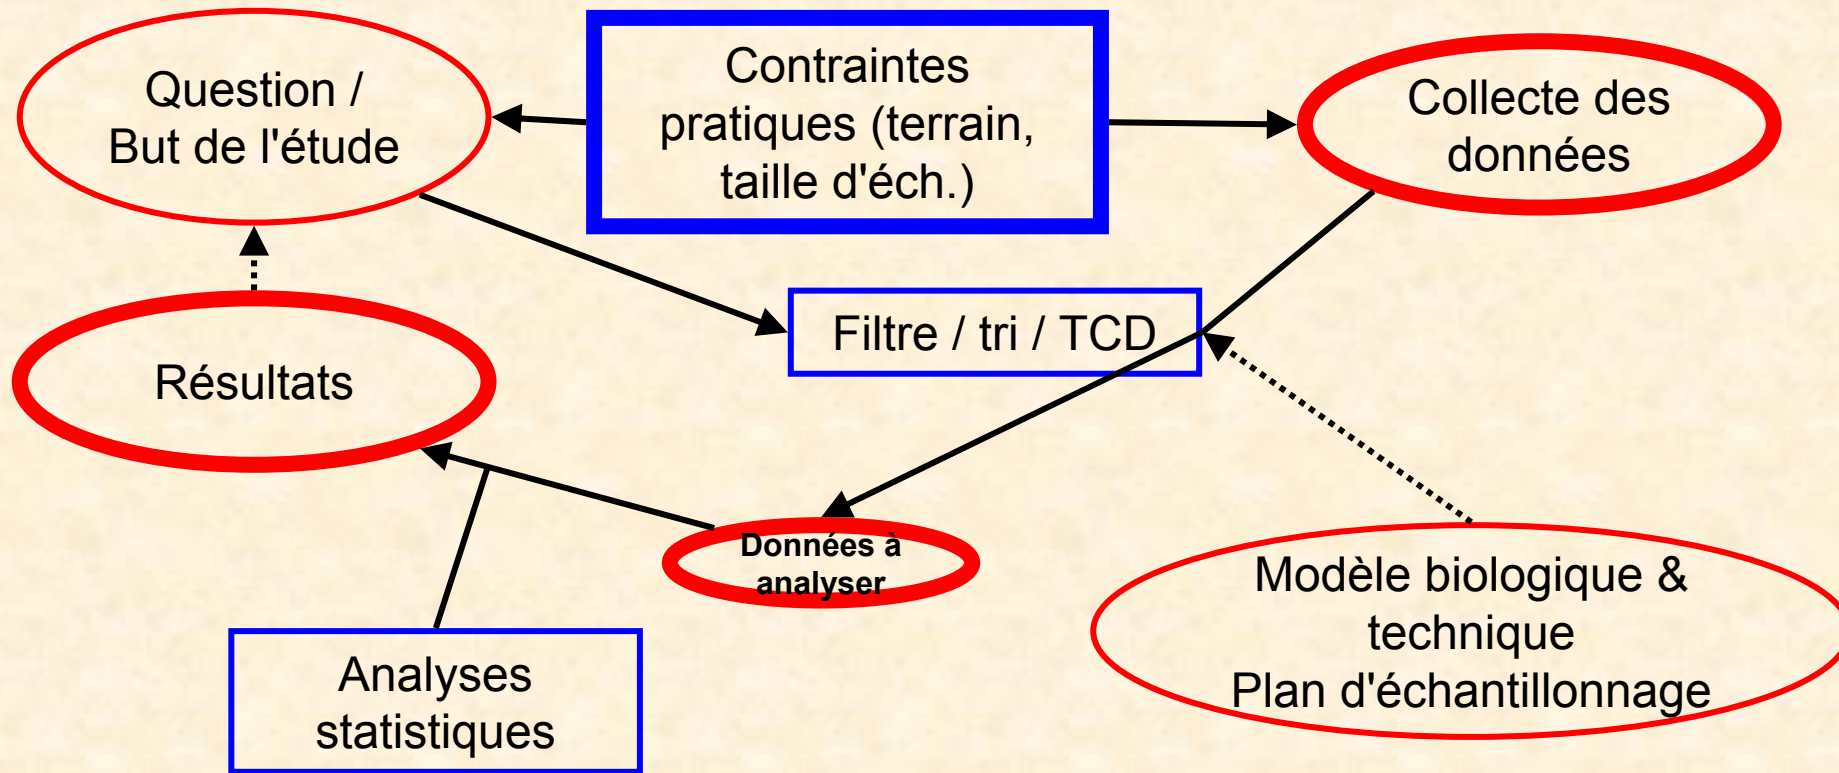 Question /
But de l'étude
Contraintes
pratiques (terrain,
taille d'éch.)
Collecte des
données
Filtre / tri / TCD
Résultats
Données à
analyser
Modèle biologique &
technique
Plan d'échantillonnage
Analyses
statistiques